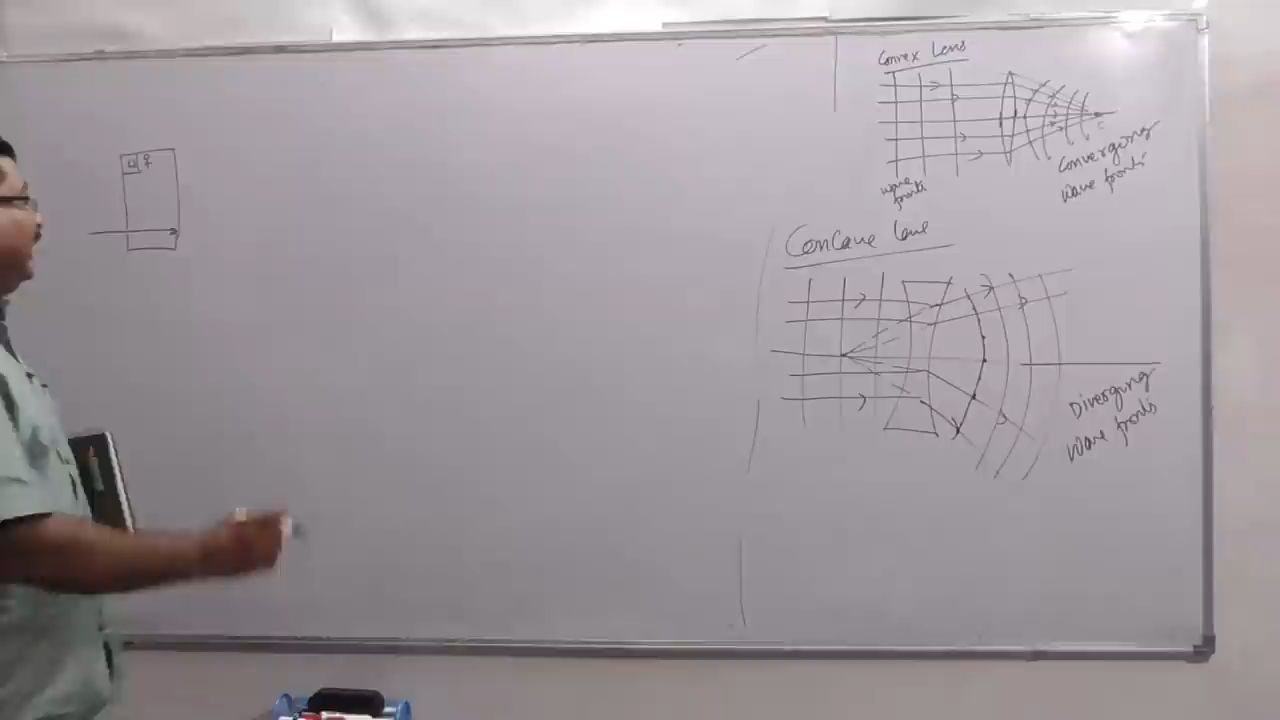 Convex Lens
wave
fronts
Converging
wave fronts
Concave lens
Diverging
wave fronts